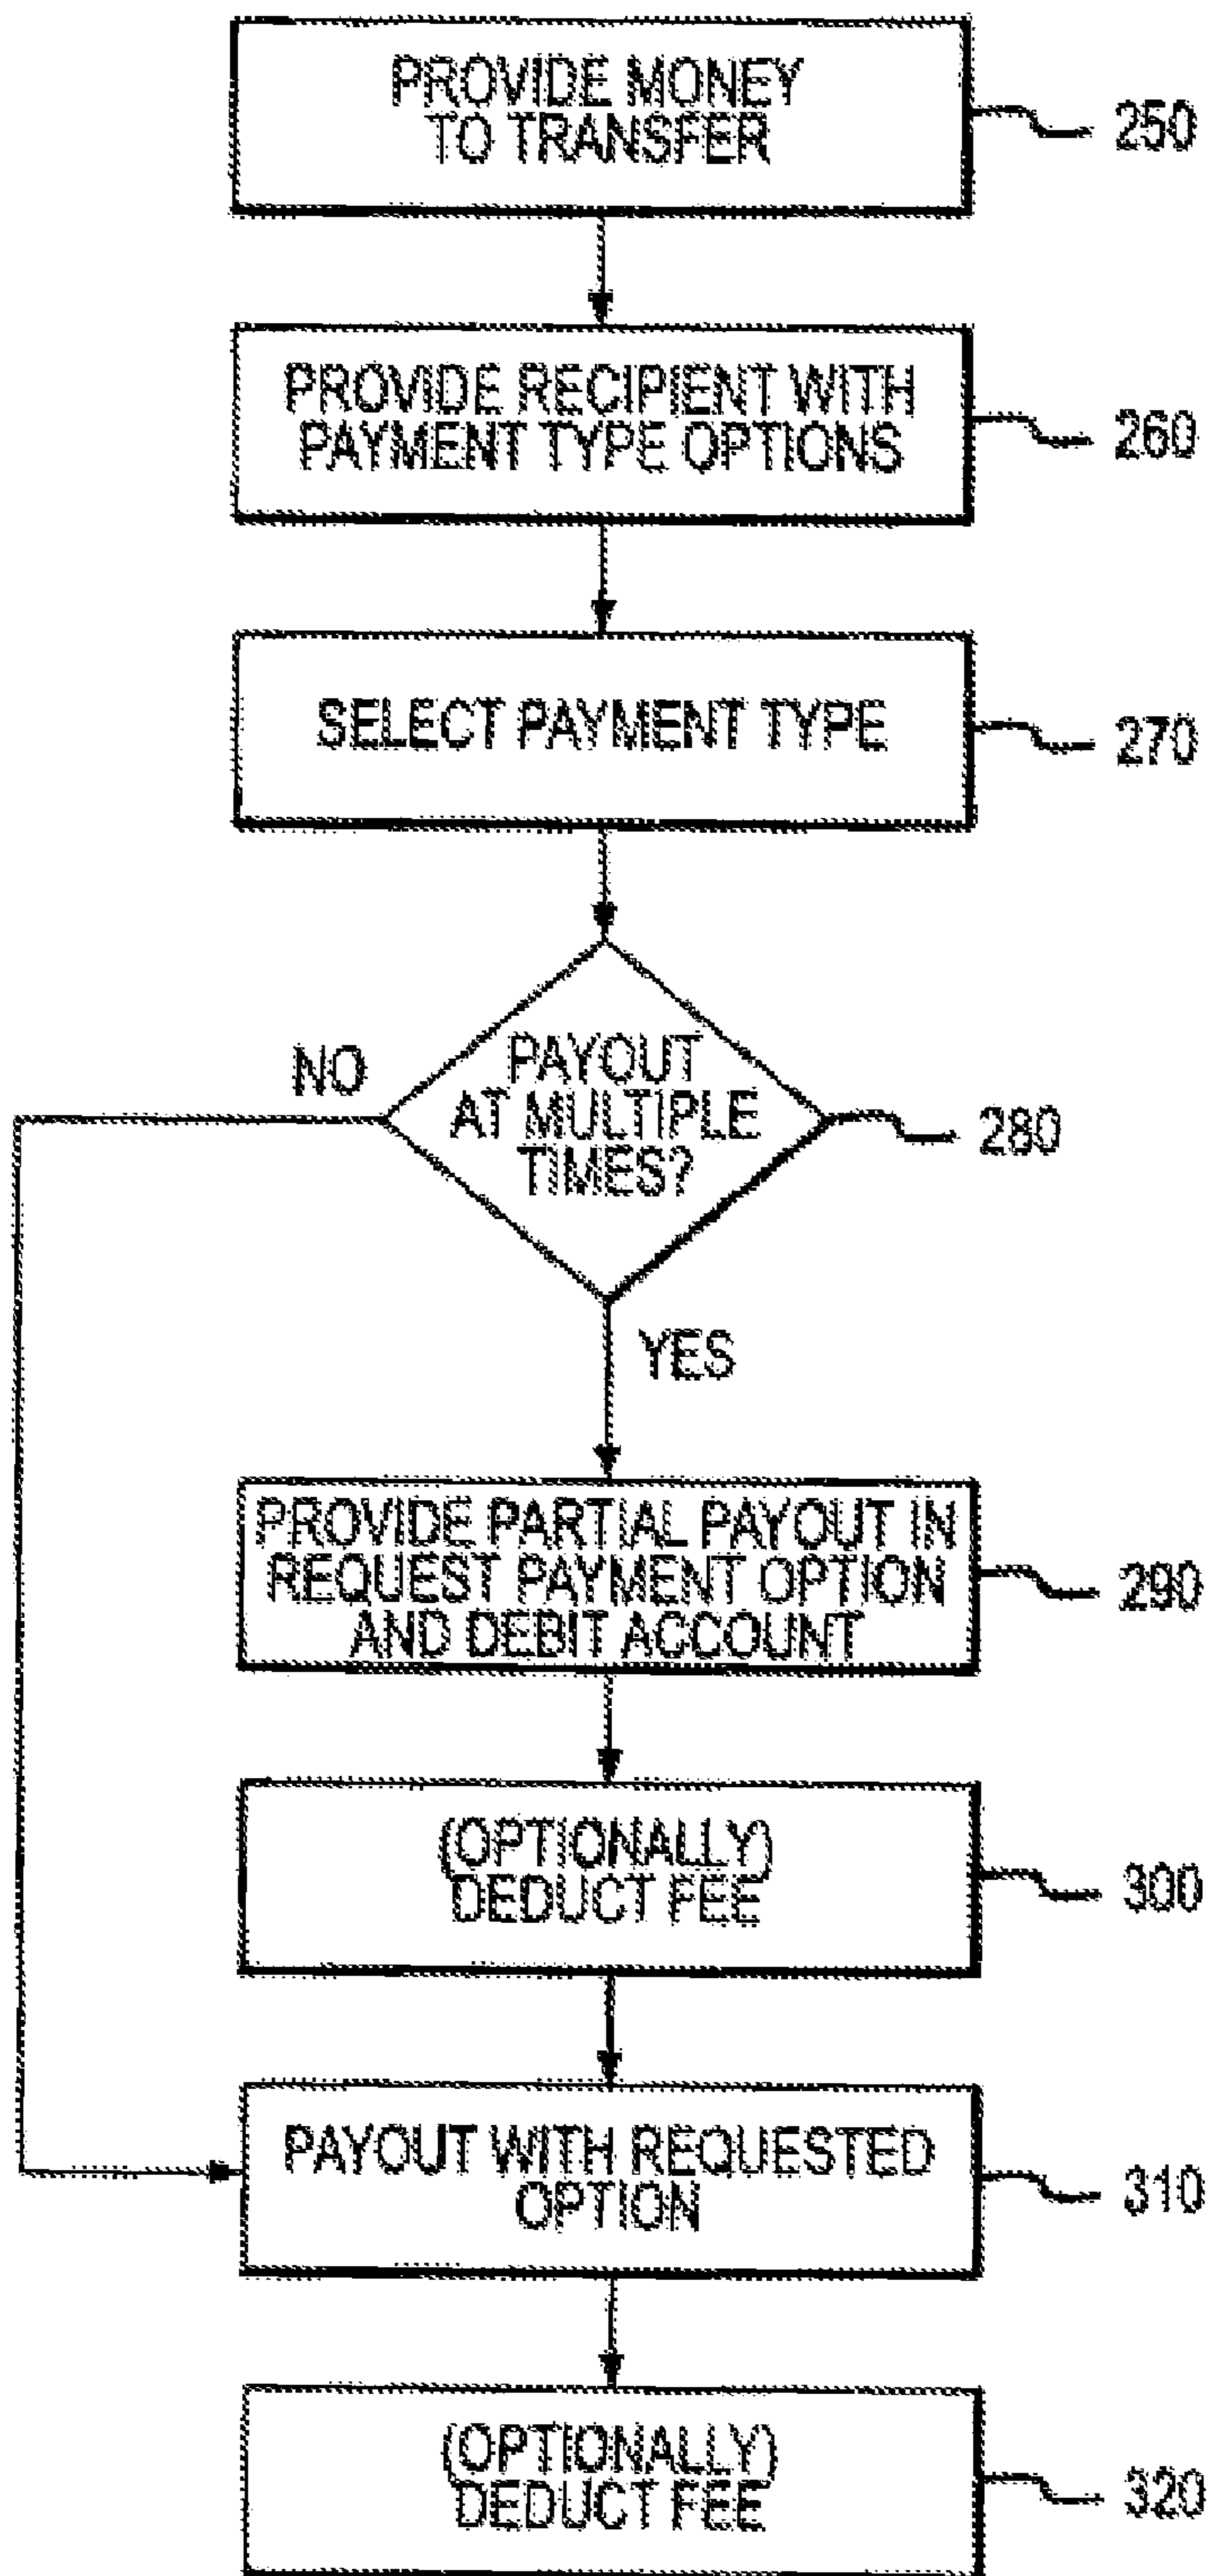 PROVIDE MONEY
TO TRANSFER
250
PROVIDE RECIPIENT WITH
PAYMENT TYPE OPTIONS
260
SELECT PAYMENT TYPE
270
PAYOUT
AT MULTIPLE
TIMES?
NO
280
YES
PROVIDE PARTIAL PAYOUT IN
REQUEST PAYMENT OPTION
AND DEBIT ACCOUNT
290
(OPTIONALLY)
DEDUCT FEE
300
PAYOUT WITH REQUESTED
OPTION
310
(OPTIONALLY)
DEDUCT FEE
320